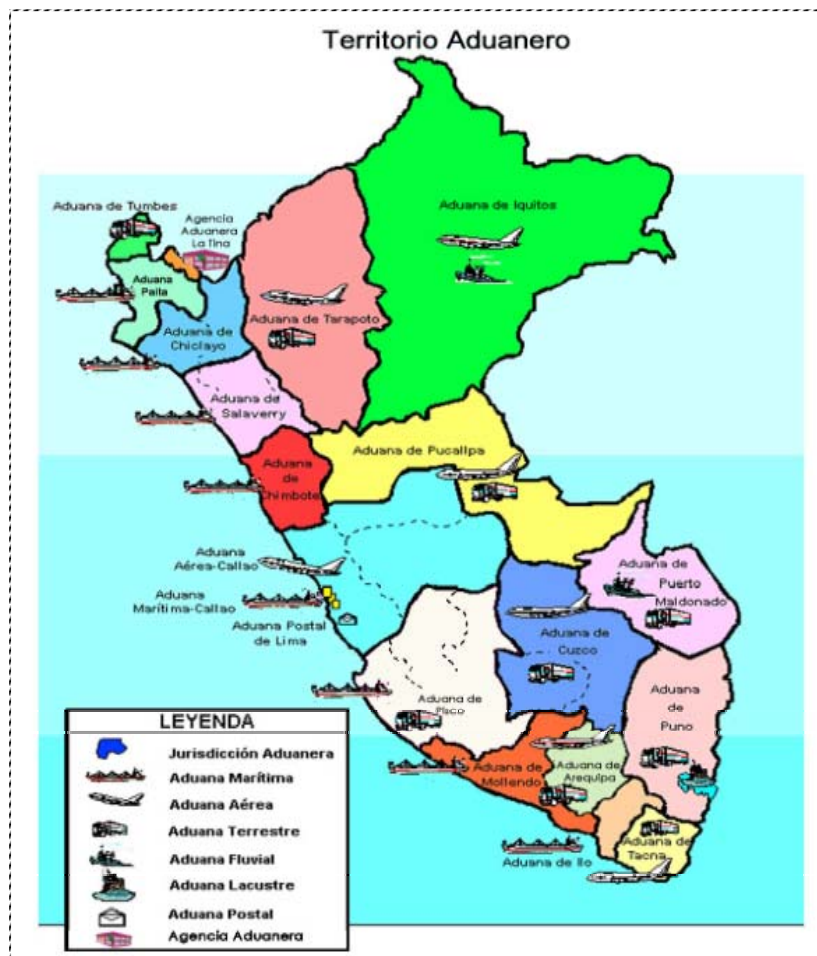 Territorio Aduanero
Aduana de Iquitos
Aduana de Tumbes
Agencia
Aduanera
La Tina
Aduana
Paita
Aduana de Tarapoto
Aduana de
Chiclayo
Aduana de
Salaverry
Aduana de Pucallpa
Aduana
de
Chimbote
Aduana
Aérea-Callao
Aduana de
Puerto
Maldonado
Aduana
Marítima-Callao
Aduana Postal
de Lima
Aduana de
Cuzco
Aduana
de
Puno
Aduana de
Pisco
Aduana de
Mollendo
Aduana de
Arequipa
Aduana de
Tacna
Aduana de Ilo
LEYENDA
Jurisdicción Aduanera
Aduana Marítima
Aduana Aérea
Aduana Terrestre
Aduana Fluvial
Aduana Lacustre
Aduana Postal
Agencia Aduanera